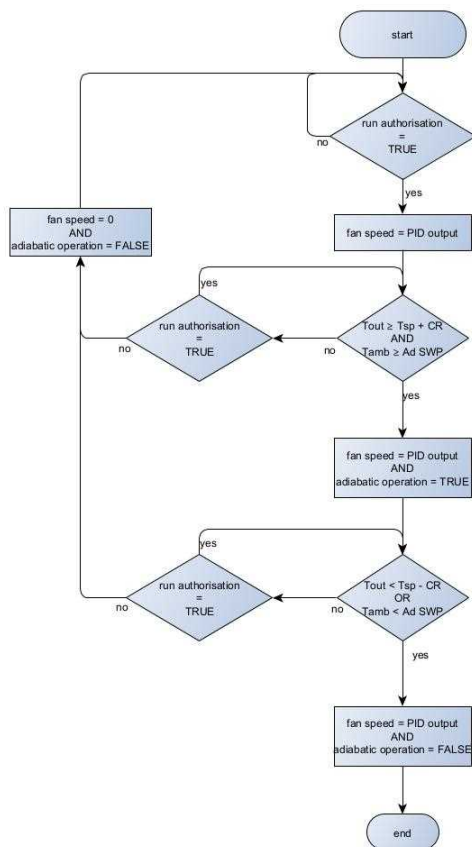 start
run authorisation
=
TRUE
no
yes
fan speed = 0
AND
adiabatic operation = FALSE
fan speed = PID output
yes
run authorisation
=
TRUE
no
Tout ≥ Tsp + CR
AND
Tamb ≥ Ad SWP
no
yes
fan speed = PID output
AND
adiabatic operation = TRUE
yes
run authorisation
=
TRUE
no
Tout < Tsp - CR
OR
Tamb < Ad SWP
no
yes
fan speed = PID output
AND
adiabatic operation = FALSE
end